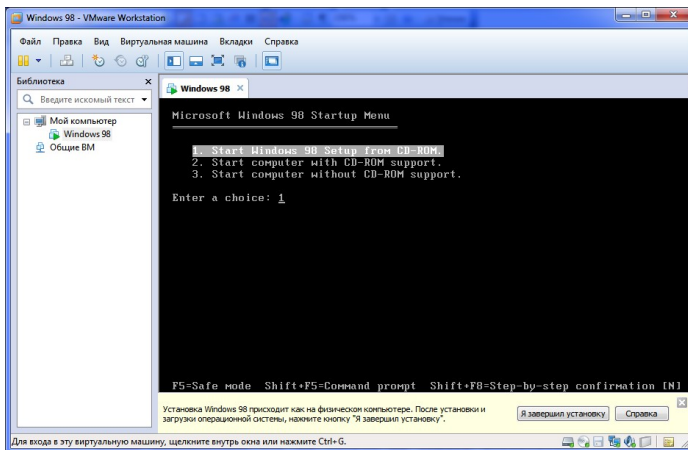 Windows 98 - VMware Workstation
Файл Правка Вид Виртуальная машина Вкладки Справка
Библиотека
Введите искомый текст
Мой компьютер
Windows 98
Общие ВМ
Windows 98
Microsoft Windows 98 Startup Menu
1. Start Windows 98 Setup from CD-ROM.
2. Start computer with CD-ROM support.
3. Start computer without CD-ROM support.
Enter a choice: 1
F5=Safe mode Shift+F5=Command prompt Shift+F8=Step-by-step confirmation [N]
Установка Windows 98 присходит как на физическом компьютере. После установки и
загрузки операционной системы, нажмите кнопку "Я завершил установку".
Я завершил установку
Справка
Для входа в эту виртуальную машину, щелкните внутрь окна или нажмите Ctrl+G.